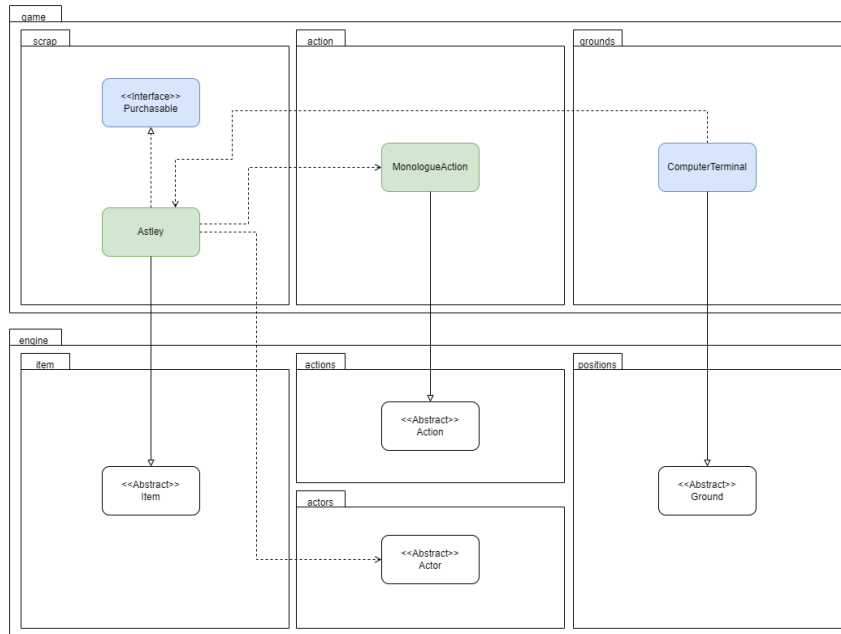 game
scrap
action
grounds
<<Interface>>
Purchasable
MonologueAction
ComputerTerminal
Astley
engine
item
actions
positions
<<Abstract>>
Action
<<Abstract>>
Item
<<Abstract>>
Ground
actors
<<Abstract>>
Actor